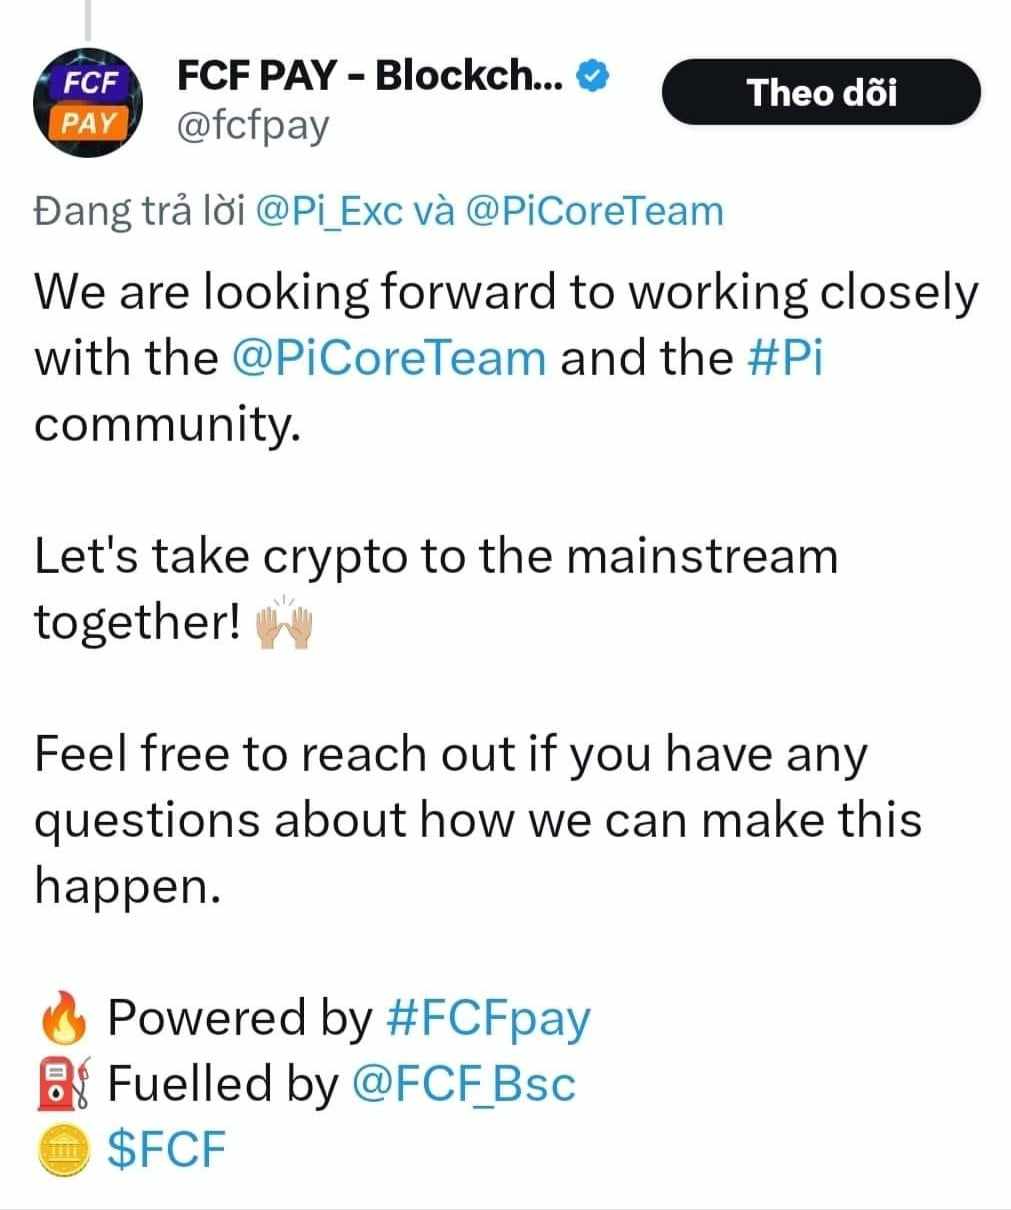 FCF
PAY
FCF PAY - Blockch...
@fcfpay
Theo dõi
Đang trả lời @Pi_Exc và @PiCoreTeam
We are looking forward to working closely
with the @PiCoreTeam and the #Pi
community.
Let's take crypto to the mainstream
together! 🙌🏼
Feel free to reach out if you have any
questions about how we can make this
happen.
🔥 Powered by #FCFpay
⛽ Fuelled by @FCF_Bsc
🪙 $FCF